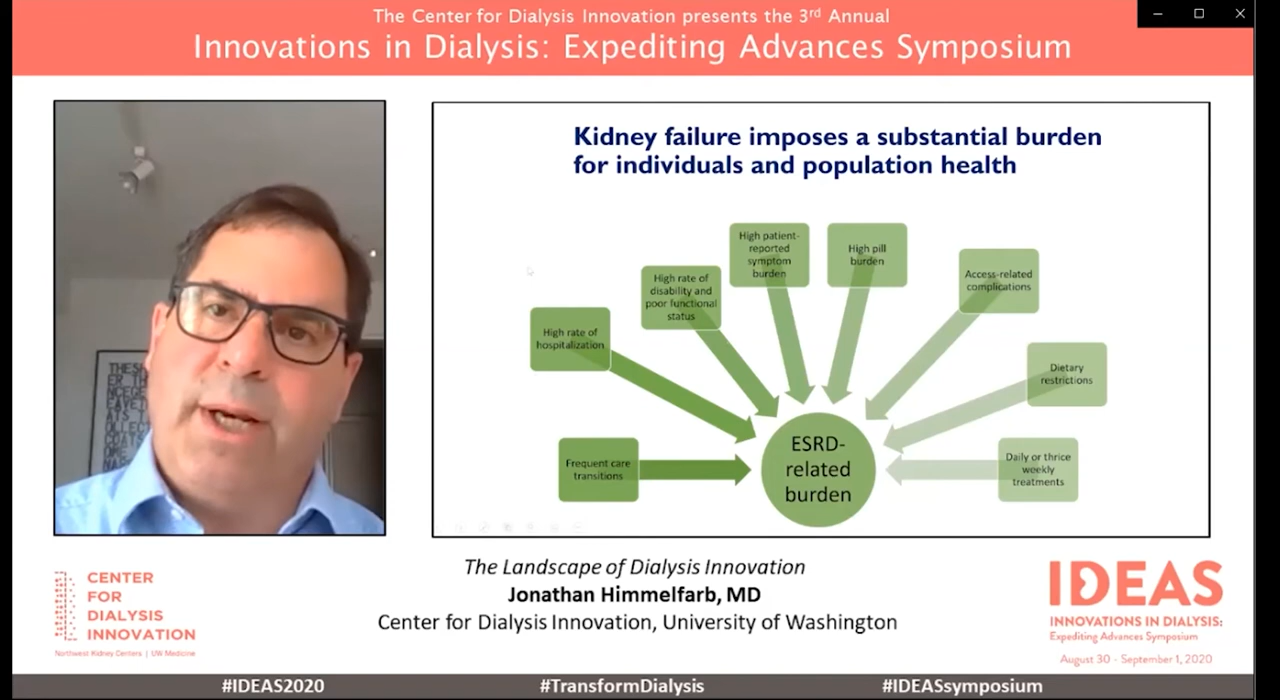 The Center for Dialysis Innovation presents the 3rd Annual
Innovations in Dialysis: Expediting Advances Symposium
Kidney failure imposes a substantial burden
for individuals and population health
High patient-
reported
symptom
burden
High pill
burden
High rate of
disability and
poor functional
status
Access-related
complications
High rate of
hospitalization
Dietary
restrictions
Frequent care
transitions
ESRD-
related
burden
Daily or thrice
weekly
treatments
The Landscape of Dialysis Innovation
Jonathan Himmelfarb, MD
Center for Dialysis Innovation, University of Washington
CENTER
FOR
DIALYSIS
INNOVATION
Northwest Kidney Centers | UW Medicine
IDEAS
INNOVATIONS IN DIALYSIS:
Expediting Advances Symposium
August 30 - September 1, 2020
#IDEAS2020
#TransformDialysis
#IDEASsymposium